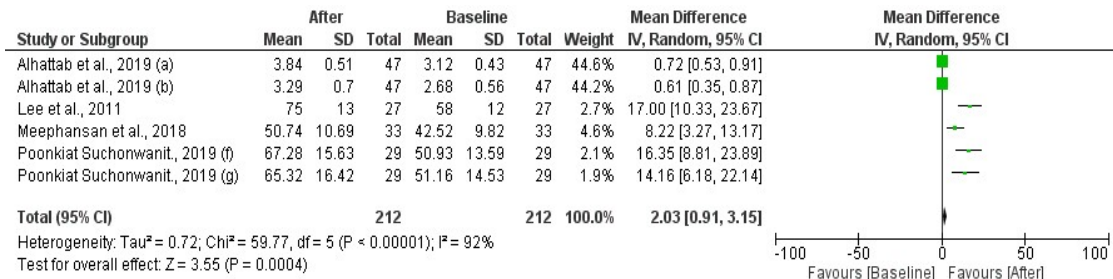 After Baseline Mean Difference Mean Difference
Study or Subgroup Mean SD Total Mean SD Total Weight IV, Random, 95% CI IV, Random, 95% CI
Alhattab et al., 2019 (a) 3.84 0.51 47 3.12 0.43 47 44.6% 0.72 [0.53, 0.91]
Alhattab et al., 2019 (b) 3.29 0.7 47 2.68 0.56 47 44.2% 0.61 [0.35, 0.87]
Lee et al., 2011 75 13 27 58 12 27 2.7% 17.00 [10.33, 23.67]
Meephansan et al., 2018 50.74 10.69 33 42.52 9.82 33 4.6% 8.22 [3.27, 13.17]
Poonkiat Suchonwanit., 2019 (f) 67.28 15.63 29 50.93 13.59 29 2.1% 16.35 [8.81, 23.89]
Poonkiat Suchonwanit., 2019 (g) 65.32 16.42 29 51.16 14.53 29 1.9% 14.16 [6.18, 22.14]
Total (95% CI) 212 212 100.0% 2.03 [0.91, 3.15]
Heterogeneity: Tau² = 0.72; Chi² = 59.77, df = 5 (P < 0.00001); I² = 92%
Test for overall effect: Z = 3.55 (P = 0.0004)
-100 -50 0 50 100
Favours [Baseline] Favours [After]